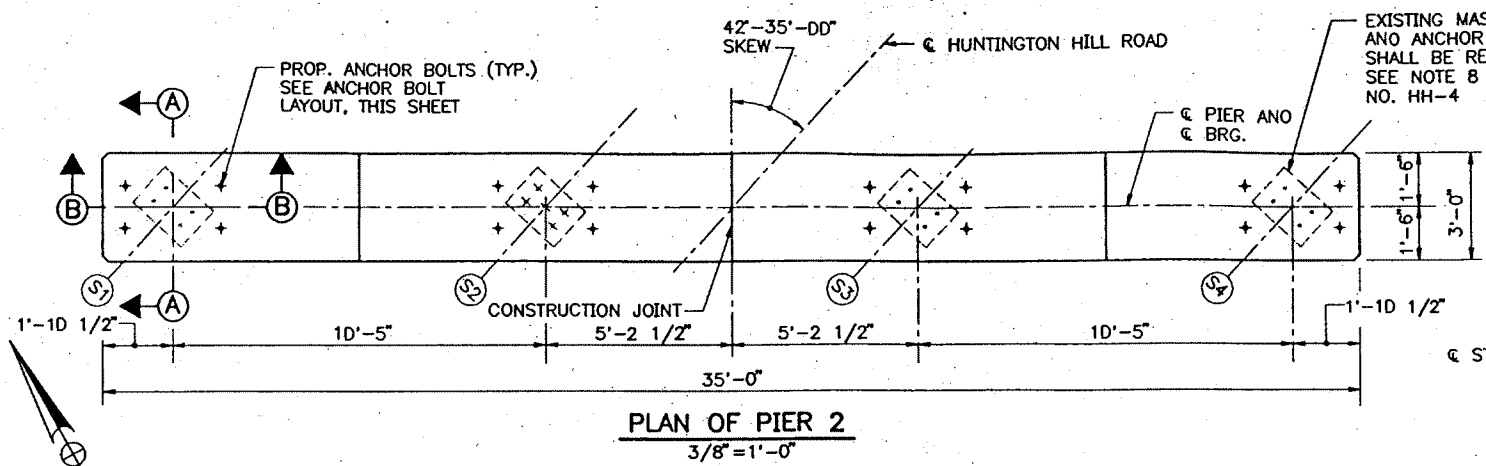 42°-35'-DD"
SKEW
℄ HUNTINGTON HILL ROAD
EXISTING MAS
ANO ANCHOR
SHALL BE RE
SEE NOTE 8
NO. HH-4
PROP. ANCHOR BOLTS (TYP.)
SEE ANCHOR BOLT
LAYOUT, THIS SHEET
A
℄ PIER ANO
℄ BRG.
B
B
1'-6"
1'-6"
3'-0"
S1
S2
S3
S4
A
CONSTRUCTION JOINT
1'-1D 1/2"
1D'-5"
5'-2 1/2"
5'-2 1/2"
1D'-5"
1'-1D 1/2"
35'-0"
℄ S
PLAN OF PIER 2
3/8"=1'-0"